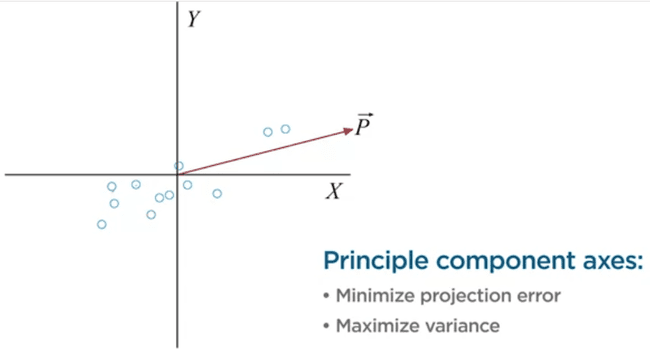 Y
P
X
Principle component axes:
• Minimize projection error
• Maximize variance